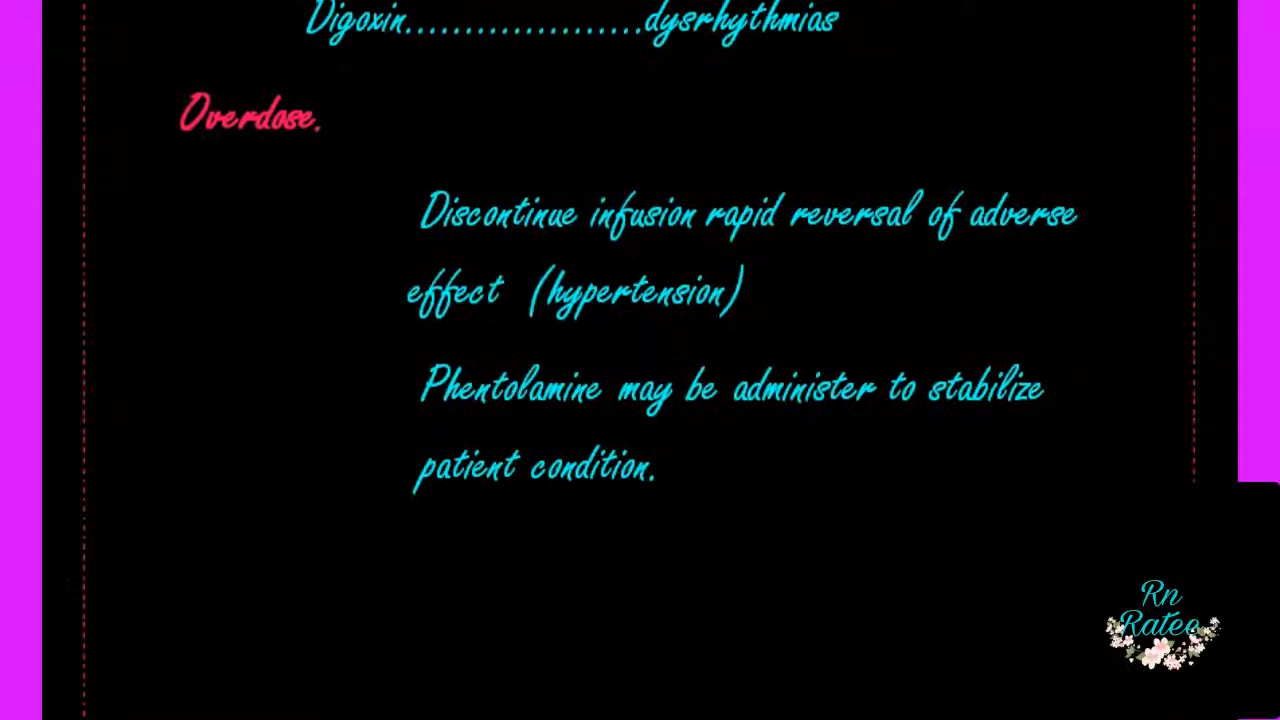 Digoxin....................dysrhythmias
Overdose.
Discontinue infusion rapid reversal of adverse
effect (hypertension)
Phentolamine may be administer to stabilize
patient condition.
Rn
Ratee